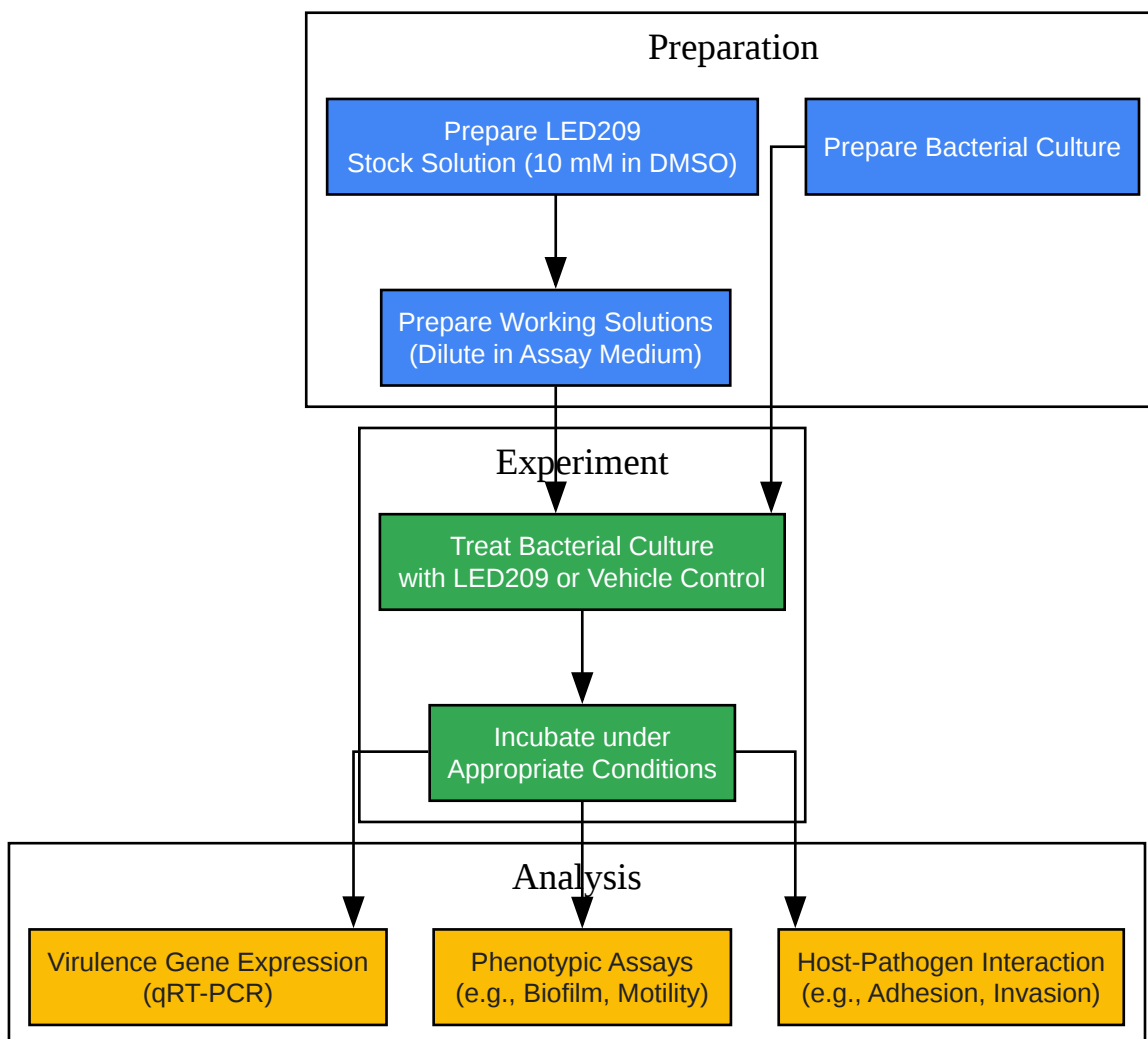 Preparation
Prepare LED209
Stock Solution (10 mM in DMSO)
Prepare Bacterial Culture
Prepare Working Solutions
(Dilute in Assay Medium)
Experiment
Treat Bacterial Culture
with LED209 or Vehicle Control
Incubate under
Appropriate Conditions
Analysis
Virulence Gene Expression
(qRT-PCR)
Phenotypic Assays
(e.g., Biofilm, Motility)
Host-Pathogen Interaction
(e.g., Adhesion, Invasion)